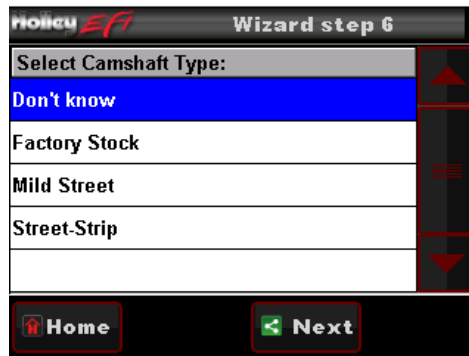 Holley EFI Wizard step 6
Select Camshaft Type:
Don't know
Factory Stock
Mild Street
Street-Strip
Home Next